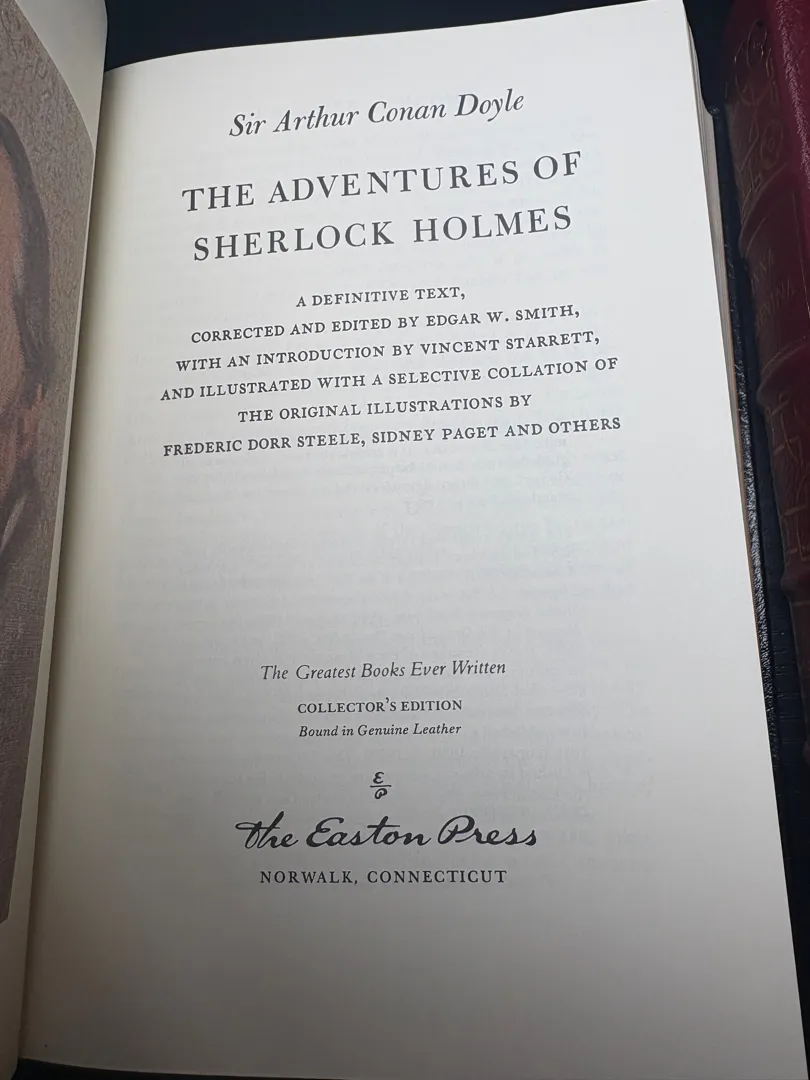 Sir Arthur Conan Doyle
THE ADVENTURES OF
SHERLOCK HOLMES
A DEFINITIVE TEXT,
CORRECTED AND EDITED BY EDGAR W. SMITH,
WITH AN INTRODUCTION BY VINCENT STARRETT,
AND ILLUSTRATED WITH A SELECTIVE COLLATION OF
THE ORIGINAL ILLUSTRATIONS BY
FREDERIC DORR STEELE, SIDNEY PAGET AND OTHERS
The Greatest Books Ever Written
COLLECTOR'S EDITION
Bound in Genuine Leather
E
P
The Easton Press
NORWALK, CONNECTICUT